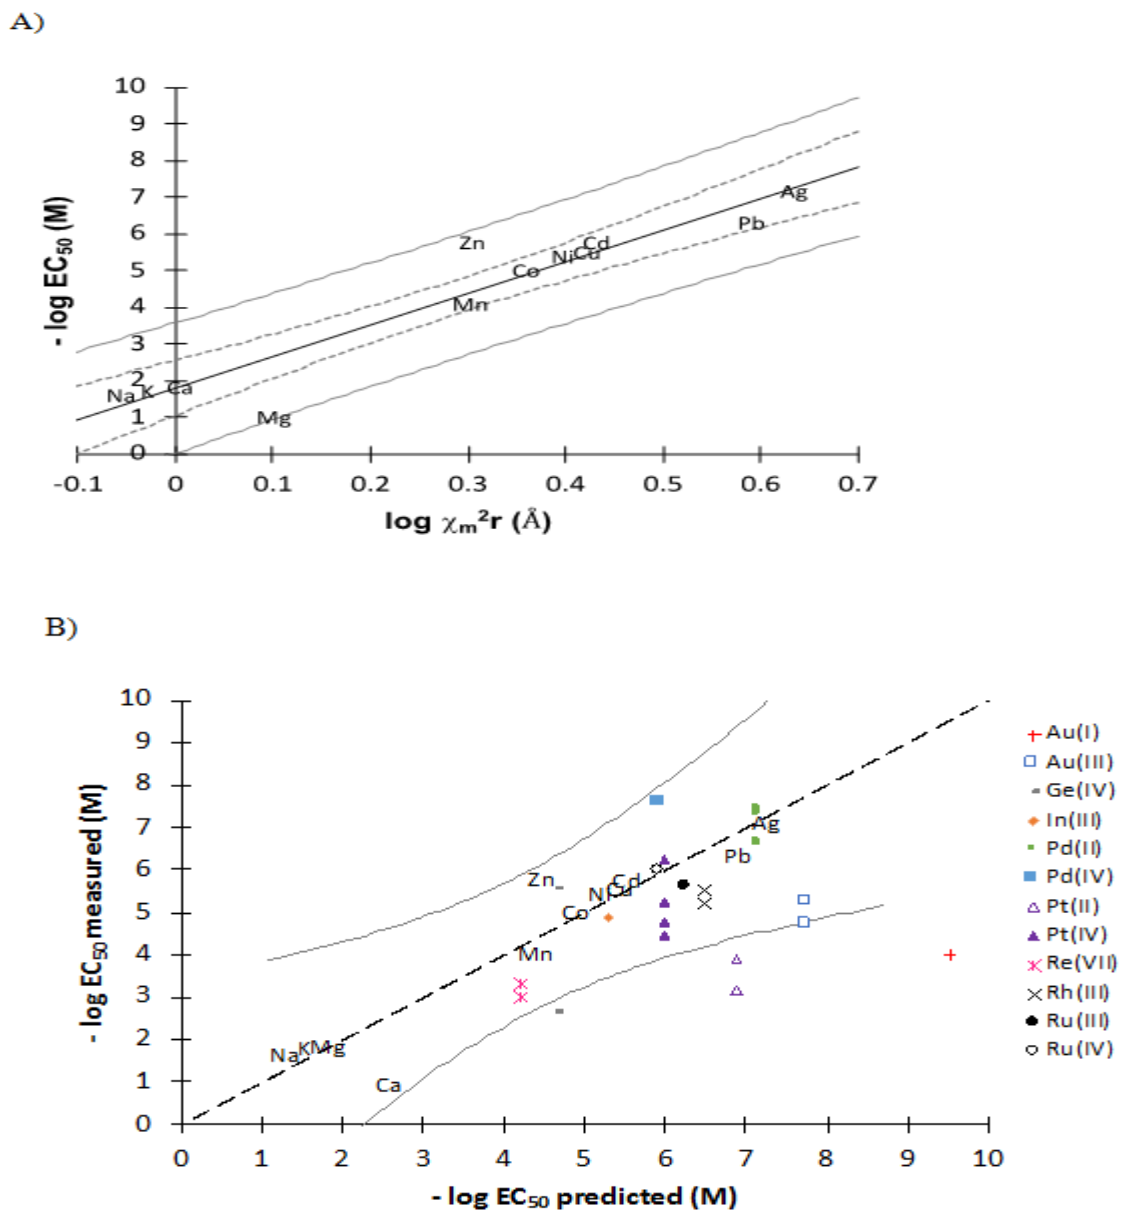 A)
10
9
8
7
6
5
4
3
2
1
0
- log EC₅₀ (M)
Zn
Cd
Ni
Cu
Co
Mn
Ag
Pb
Na
K
Ca
Mg
-0.1 0 0.1 0.2 0.3 0.4 0.5 0.6 0.7
log χm²r (Å)
B)
10
9
8
7
6
5
4
3
2
1
0
- log EC₅₀ measured (M)
Ag
Pb
Zn
Cd
Ni
Cu
Co
Mn
Na
K
Mg
Ca
0 1 2 3 4 5 6 7 8 9 10
- log EC₅₀ predicted (M)
Au(I)
Au(III)
Ge(IV)
In(III)
Pd(II)
Pd(IV)
Pt(II)
Pt(IV)
Re(VII)
Rh(III)
Ru(III)
Ru(IV)